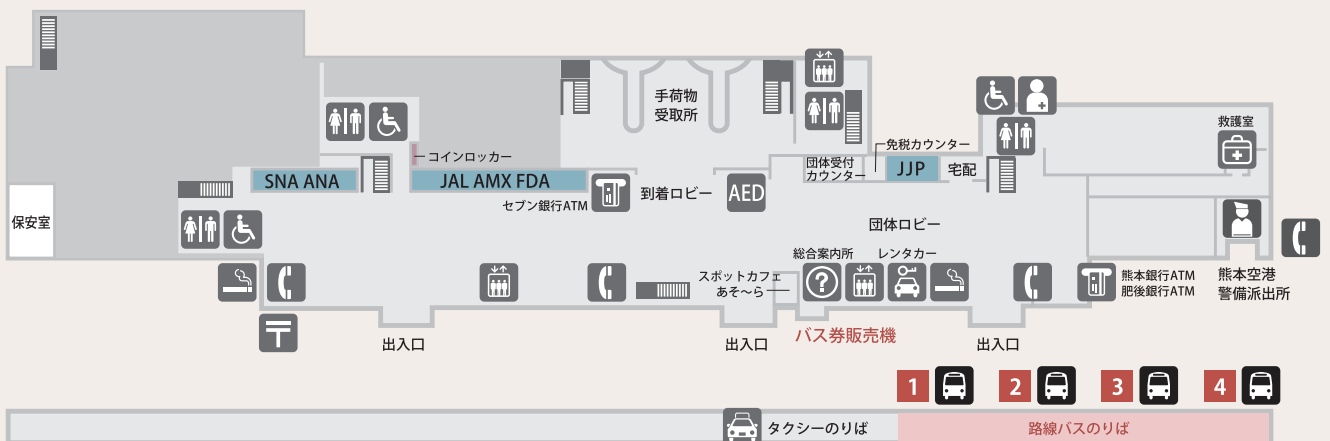 手荷物
受取所
コインロッカー
SNA ANA
JAL AMX FDA
セブン銀行ATM
到着ロビー
AED
団体受付
カウンター
免税カウンター
JJP
宅配
救護室
保安室
団体ロビー
総合案内所
レンタカー
スポットカフェ
あそ～ら
?
熊本銀行ATM
肥後銀行ATM
熊本空港
警備派出所
〒
出入口
出入口
バス券販売機
出入口
1
2
3
4
タクシーのりば
路線バスのりば